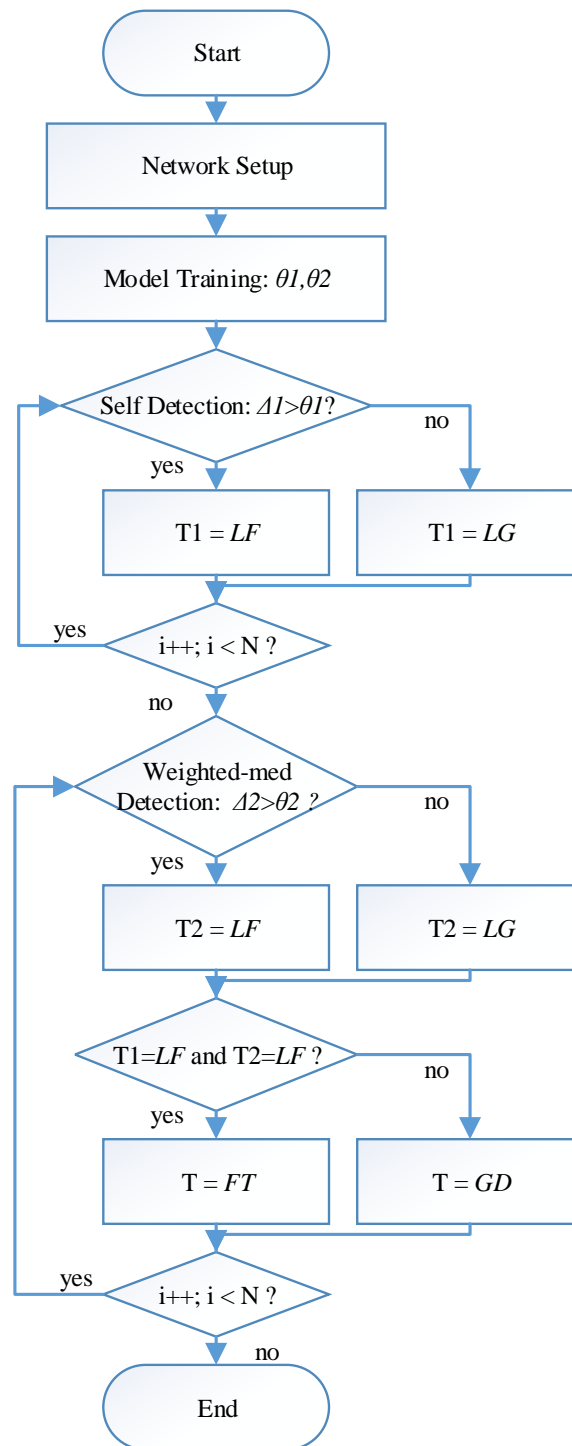 Start
Network Setup
Model Training: θ1,θ2
Self Detection: Δ1>θ1?
no
yes
T1 = LF
T1 = LG
yes
i++; i < N ?
no
Weighted-med
Detection: Δ2>θ2 ?
no
yes
T2 = LF
T2 = LG
T1=LF and T2=LF ?
no
yes
T = FT
T = GD
yes
i++; i < N ?
no
End